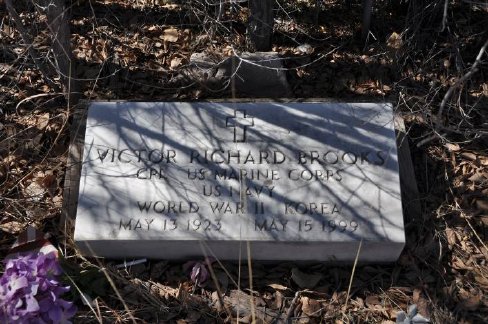 VICTOR RICHARD BROOKS
CPL US MARINE CORPS
US NAVY
WORLD WAR II KOREA
MAY 13 1923 MAY 15 1999